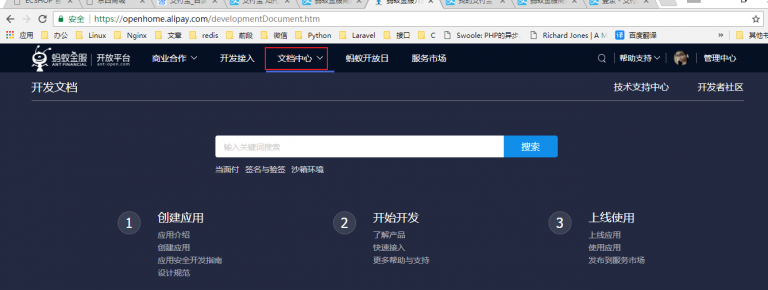 安全 | https://openhome.alipay.com/developmentDocument.htm
应用 办公 Linux Nginx 文章 redis 前段 微信 Python Laravel 接口 C Swoole: PHP的异步 Richard Jones | A M 译 百度翻译 » 其他书
蚂蚁金服 ANT FINANCIAL 开放平台 ant-open.com 商业合作 开发接入 文档中心 蚂蚁开放日 服务市场 帮助支持 管理中心
开发文档 技术支持中心 开发者社区
输入关键词搜索 搜索
当面付 签名与验签 沙箱环境
1 创建应用 2 开始开发 3 上线使用
应用介绍 了解产品 上线应用
创建应用 快速接入 使用应用
应用安全开发指南 更多帮助与支持 发布到服务市场
设计规范